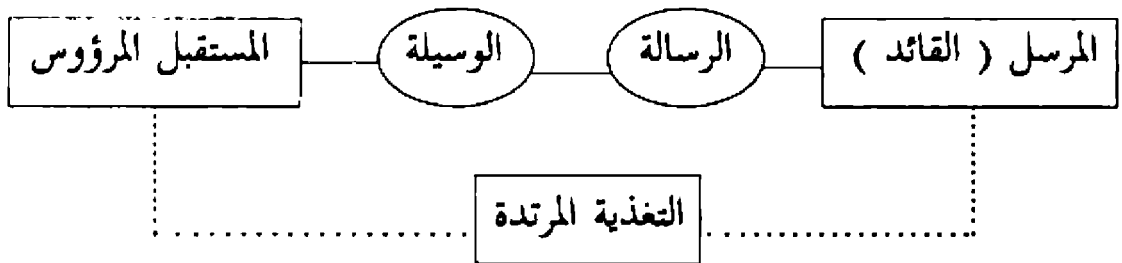 المرسل ( القائد ) الرسالة الوسيلة المستقبل المرؤوس
التغذية المرتدة